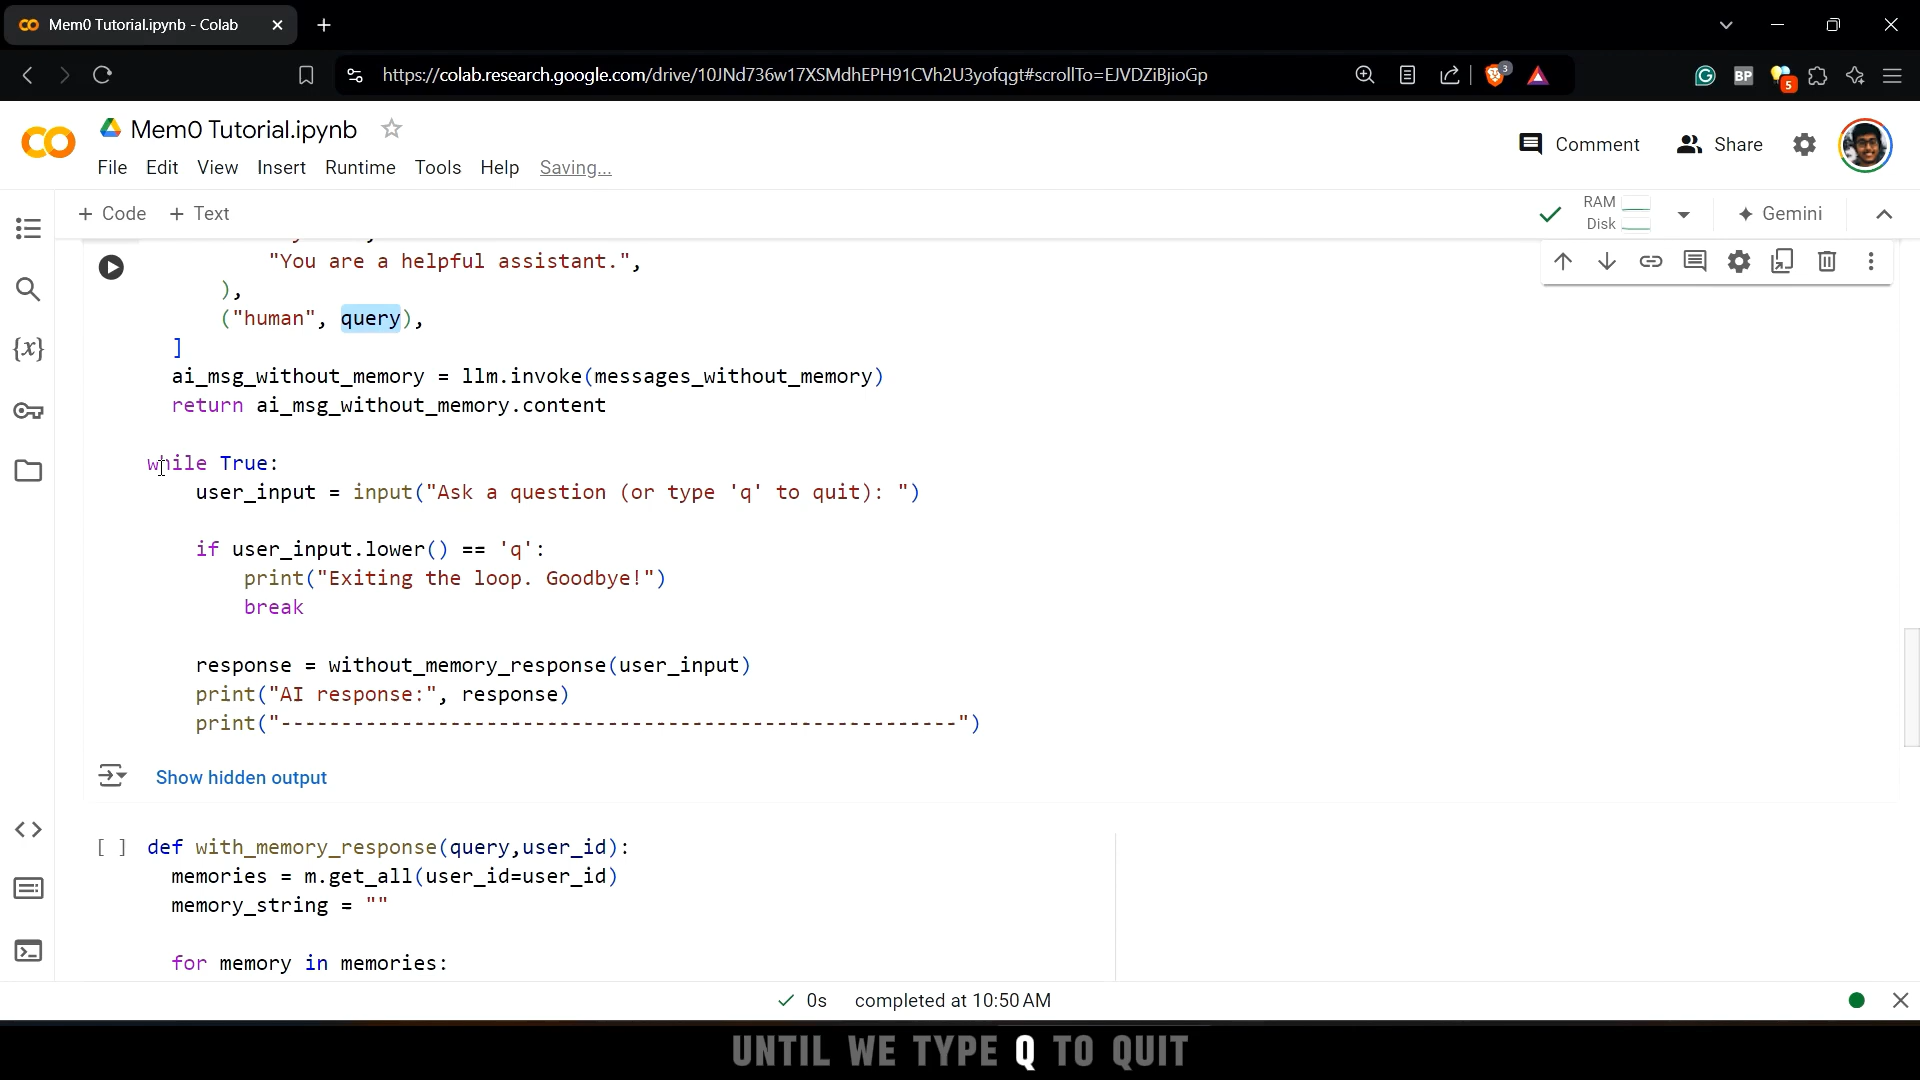 Mem0 Tutorial.ipynb - Colab
https://colab.research.google.com/drive/10JNd736w17XSMdhEPH91CVh2U3yofqgt#scrollTo=EJVDZiBjioGp
3
BP
5
Mem0 Tutorial.ipynb
Comment
Share
File Edit View Insert Runtime Tools Help Saving...
+ Code + Text
RAM
Disk
Gemini
"You are a helpful assistant.",
),
("human", query),
]
ai_msg_without_memory = llm.invoke(messages_without_memory)
return ai_msg_without_memory.content
while True:
user_input = input("Ask a question (or type 'q' to quit): ")
if user_input.lower() == 'q':
print("Exiting the loop. Goodbye!")
break
response = without_memory_response(user_input)
print("AI response:", response)
print("--------------------------------------------------------")
Show hidden output
[ ] def with_memory_response(query,user_id):
memories = m.get_all(user_id=user_id)
memory_string = ""
for memory in memories:
0s completed at 10:50 AM
UNTIL WE TYPE Q TO QUIT